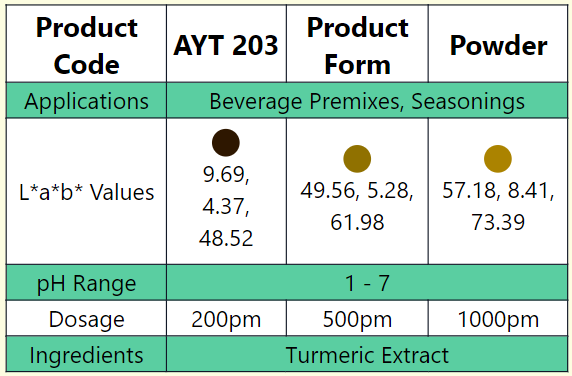 Product Code AYT 203 Product Form Powder
Applications Beverage Premixes, Seasonings
L*a*b* Values 9.69, 4.37, 48.52 49.56, 5.28, 61.98 57.18, 8.41, 73.39
pH Range 1 - 7
Dosage 200pm 500pm 1000pm
Ingredients Turmeric Extract